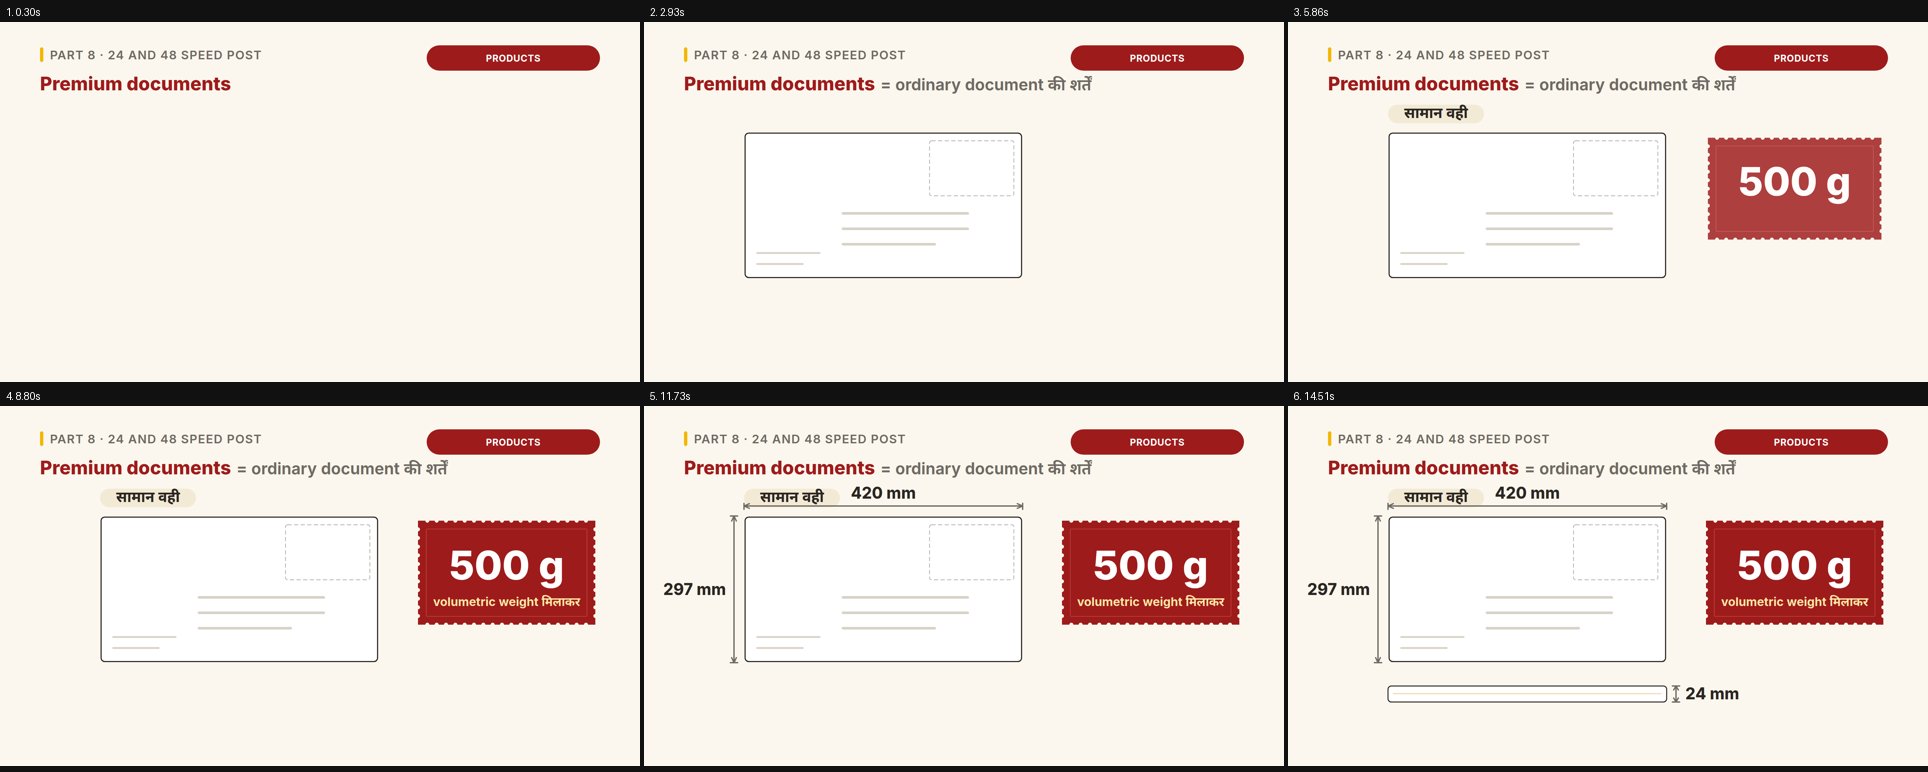 1. 0.30s
PART 8 · 24 AND 48 SPEED POST
PRODUCTS
Premium documents
2. 2.93s
PART 8 · 24 AND 48 SPEED POST
PRODUCTS
Premium documents = ordinary document की शर्तें
3. 5.86s
PART 8 · 24 AND 48 SPEED POST
PRODUCTS
Premium documents = ordinary document की शर्तें
सामान वही
500 g
4. 8.80s
PART 8 · 24 AND 48 SPEED POST
PRODUCTS
Premium documents = ordinary document की शर्तें
सामान वही
500 g
volumetric weight मिलाकर
5. 11.73s
PART 8 · 24 AND 48 SPEED POST
PRODUCTS
Premium documents = ordinary document की शर्तें
सामान वही
420 mm
297 mm
500 g
volumetric weight मिलाकर
6. 14.51s
PART 8 · 24 AND 48 SPEED POST
PRODUCTS
Premium documents = ordinary document की शर्तें
सामान वही
420 mm
297 mm
500 g
volumetric weight मिलाकर
24 mm